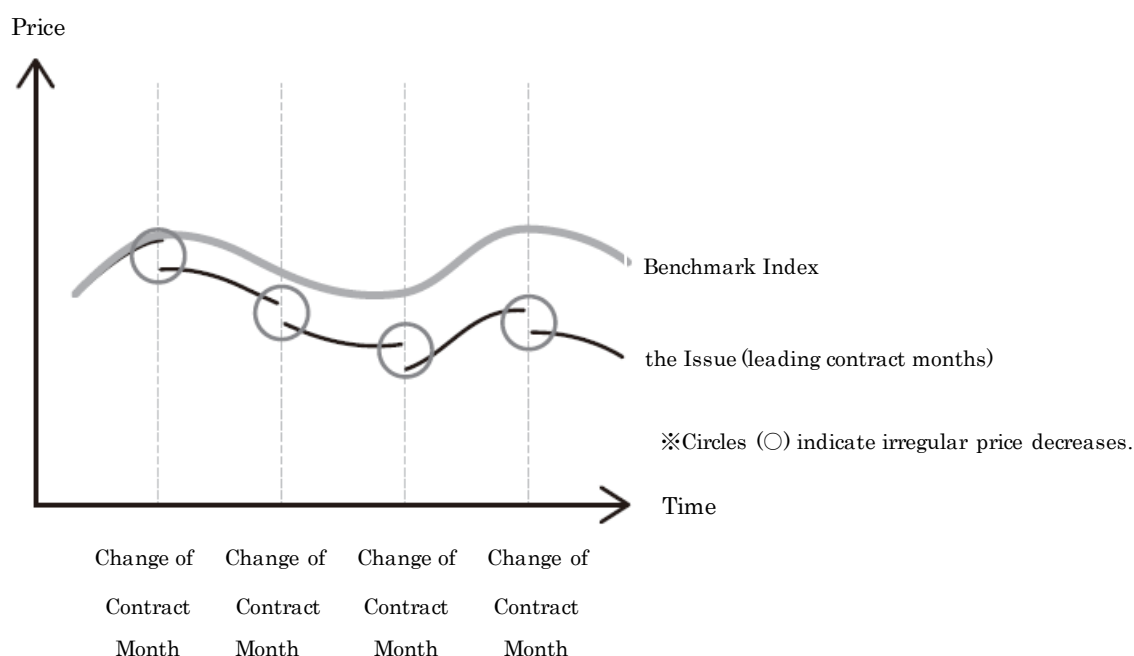 Price
Benchmark Index
the Issue (leading contract months)
※Circles (○) indicate irregular price decreases.
Time
Change of Change of Change of Change of
Contract Contract Contract Contract
Month Month Month Month